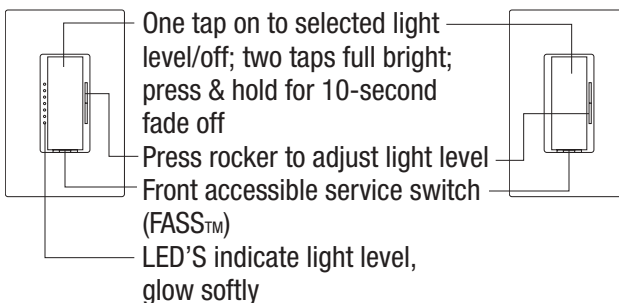 One tap on to selected light
level/off; two taps full bright;
press & hold for 10-second
fade off
Press rocker to adjust light level
Front accessible service switch
(FASS™)
LED'S indicate light level,
glow softly